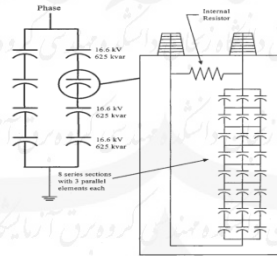 Phase
Internal
Resistor
16.6 kV
625 kvar
16.6 kV
625 kvar
16.6 kV
625 kvar
8 series sections
with 3 parallel
elements each